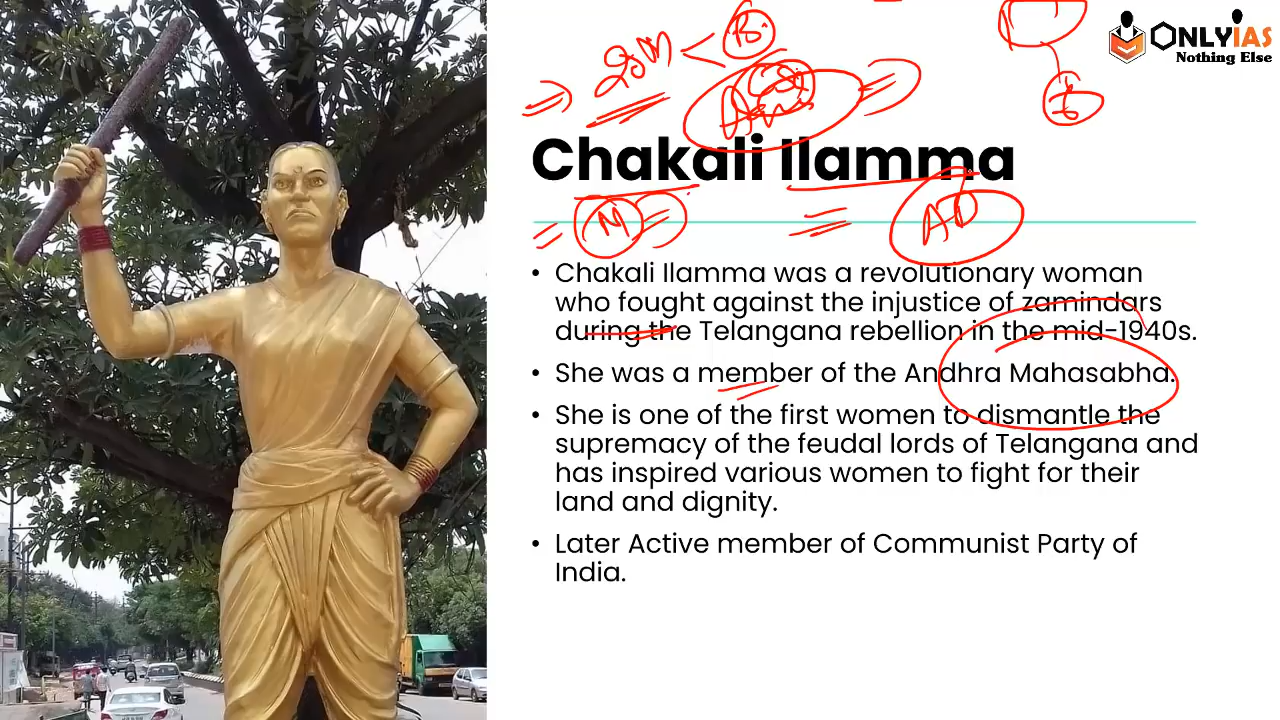 ONLYIAS
Nothing Else
Chakali Ilamma
• Chakali Ilamma was a revolutionary woman
who fought against the injustice of zamindars
during the Telangana rebellion in the mid-1940s.
• She was a member of the Andhra Mahasabha.
• She is one of the first women to dismantle the
supremacy of the feudal lords of Telangana and
has inspired various women to fight for their
land and dignity.
• Later Active member of Communist Party of
India.